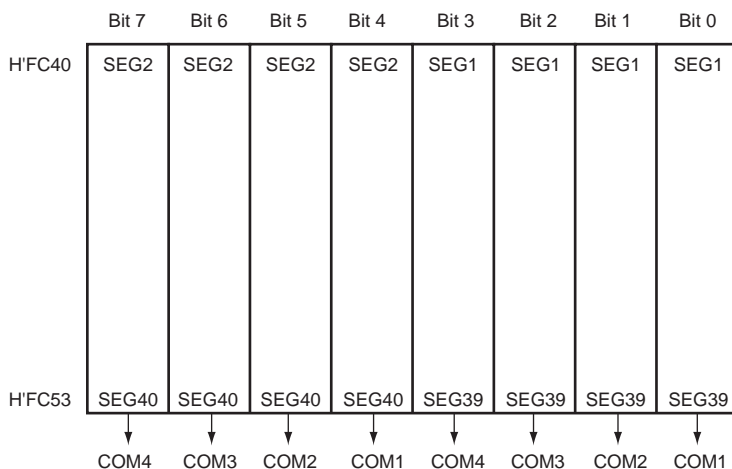 Bit 7 Bit 6 Bit 5 Bit 4 Bit 3 Bit 2 Bit 1 Bit 0
H'FC40 SEG2 SEG2 SEG2 SEG2 SEG1 SEG1 SEG1 SEG1
H'FC53 SEG40 SEG40 SEG40 SEG40 SEG39 SEG39 SEG39 SEG39
COM4 COM3 COM2 COM1 COM4 COM3 COM2 COM1